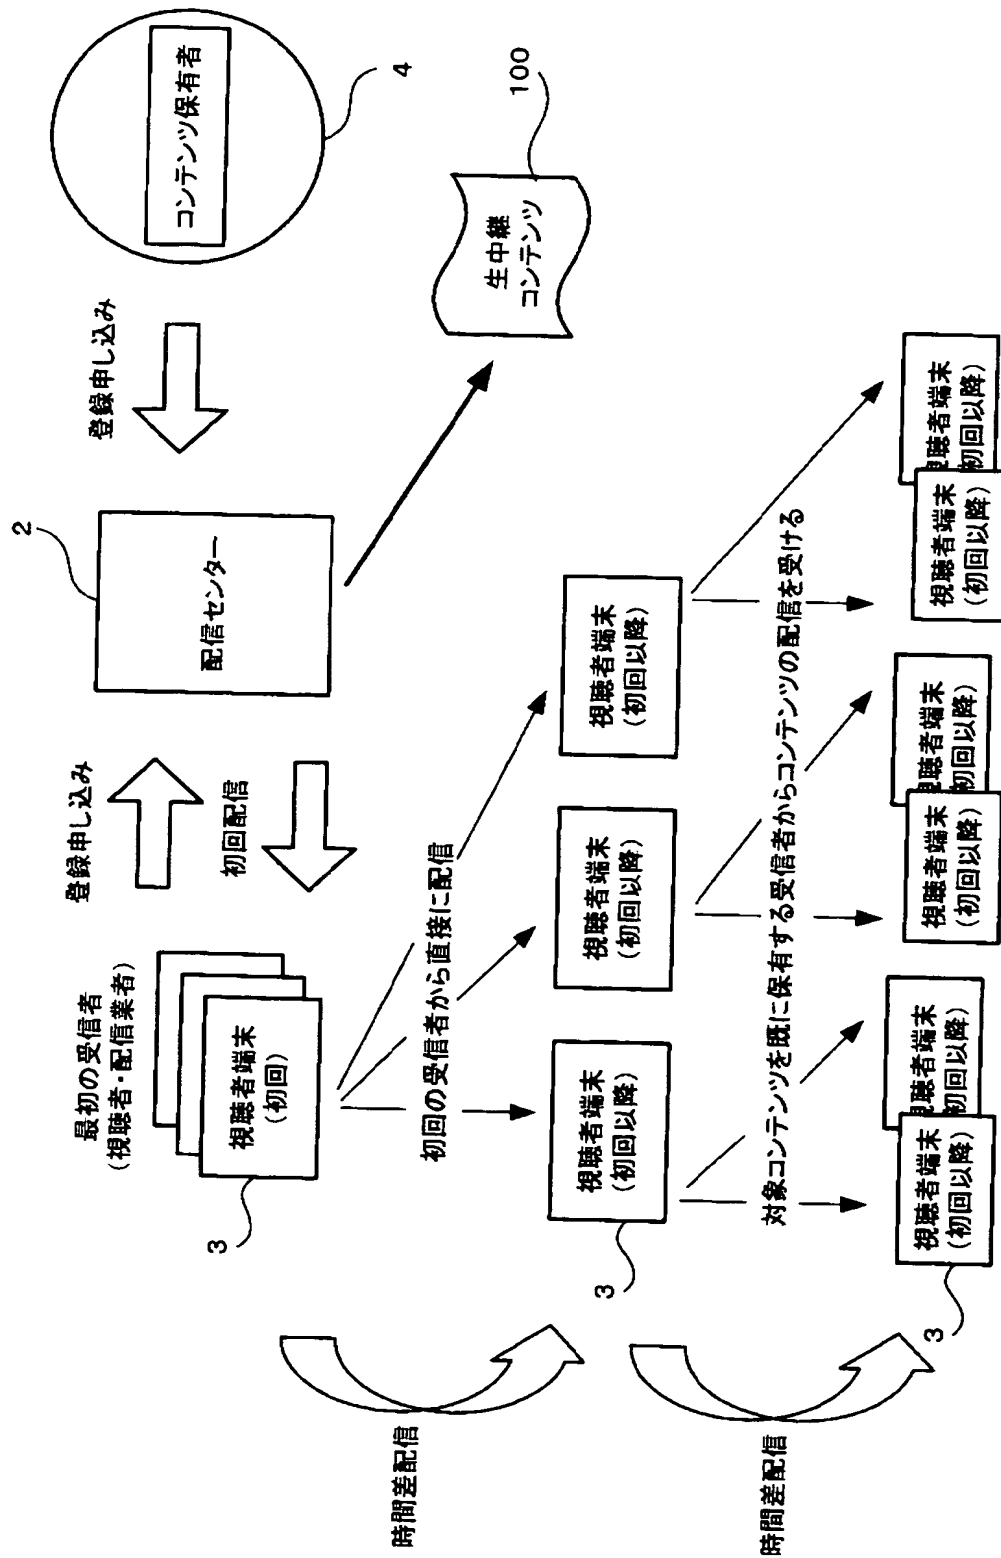 最初の受信者
(視聴者・配信業者)
視聴者端末
(初回)
3
登録申し込み
初回配信
2
配信センター
登録申し込み
コンテンツ保有者
4
生中継
コンテンツ
100
時間差配信
初回の受信者から直接に配信
視聴者端末
(初回以降)
3
視聴者端末
(初回以降)
視聴者端末
(初回以降)
時間差配信
対象コンテンツを既に保有する受信者からコンテンツの配信を受ける
視聴者端末
(初回以降)
3
視聴者端末
初回以降)
視聴者端末
(初回以降)
視聴者端末
初回以降)
視聴者端末
(初回以降)
視聴者端末
初回以降)